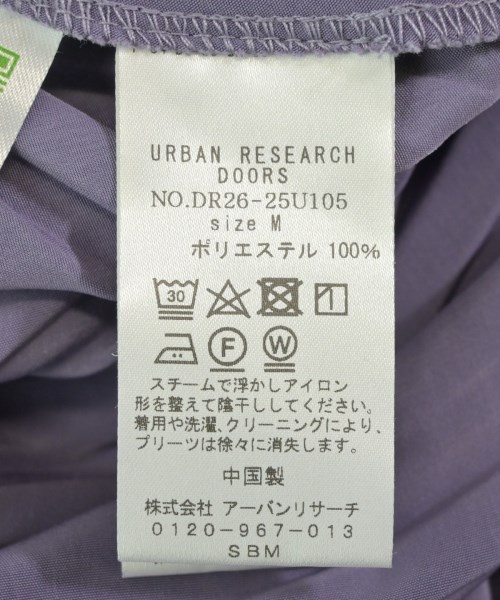 URBAN RESEARCH
DOORS
NO.DR26-25U105
size M
ポリエステル 100%
30
F
W
スチームで浮かしアイロン
形を整えて陰干ししてください。
着用や洗濯、クリーニングにより、
プリーツは徐々に消失します。
中国製
株式会社 アーバンリサーチ
0120-967-013
SBM